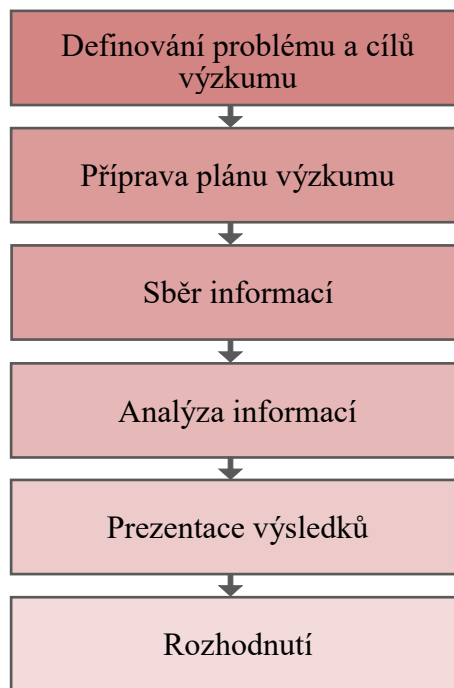 Definování problému a cílů
výzkumu
Příprava plánu výzkumu
Sběr informací
Analýza informací
Prezentace výsledků
Rozhodnutí